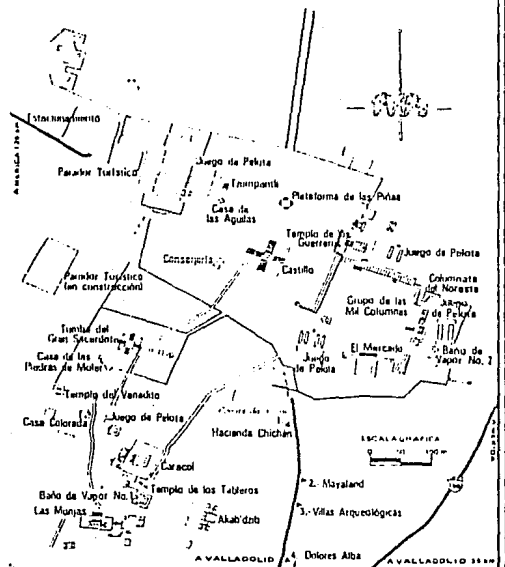 Estacionamiento
Parador Turístico
Juego de Pelota
Tzompantli
Casa de
las Aguilas
Plataforma de las Piñas
Templo de los
Guerreros
Juego de Pelota
Conserjería
Castillo
Columnata
del Noreste
Parador Turístico
(en construcción)
Grupo de las
Mil Columnas
Juego
de Pelota
Tumba del
Gran Sacerdote
El Mercado
Baño de
Vapor No. 2
Casa de las
Piedras de Moler
Juego
de Pelota
Templo del Venadito
Casa Colorada
Juego de Pelota
Hacienda Chichén
ESCALA GRAFICA
Caracol
Baño de Vapor No. 1
Templo de los Tableros
2.- Mayaland
Las Monjas
Akab'dzib
3.- Villas Arqueológicas
A VALLADOLID
4. Dolores Alba
A VALLADOLID